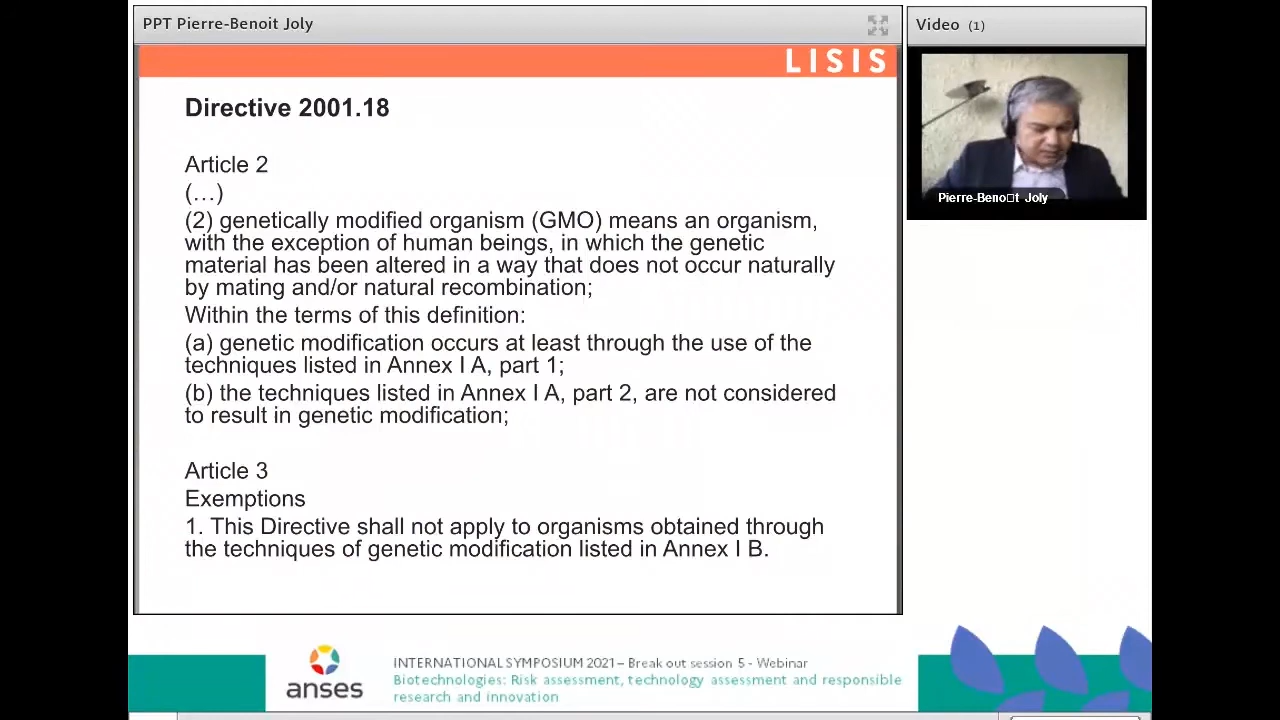 PPT Pierre-Benoit Joly
LISIS
Directive 2001.18
Article 2
(…)
(2) genetically modified organism (GMO) means an organism,
with the exception of human beings, in which the genetic
material has been altered in a way that does not occur naturally
by mating and/or natural recombination;
Within the terms of this definition:
(a) genetic modification occurs at least through the use of the
techniques listed in Annex I A, part 1;
(b) the techniques listed in Annex I A, part 2, are not considered
to result in genetic modification;
Article 3
Exemptions
1. This Directive shall not apply to organisms obtained through
the techniques of genetic modification listed in Annex I B.
Video (1)
Pierre-Beno□t Joly
anses
INTERNATIONAL SYMPOSIUM 2021 – Break out session 5 - Webinar
Biotechnologies: Risk assessment, technology assessment and responsible
research and innovation